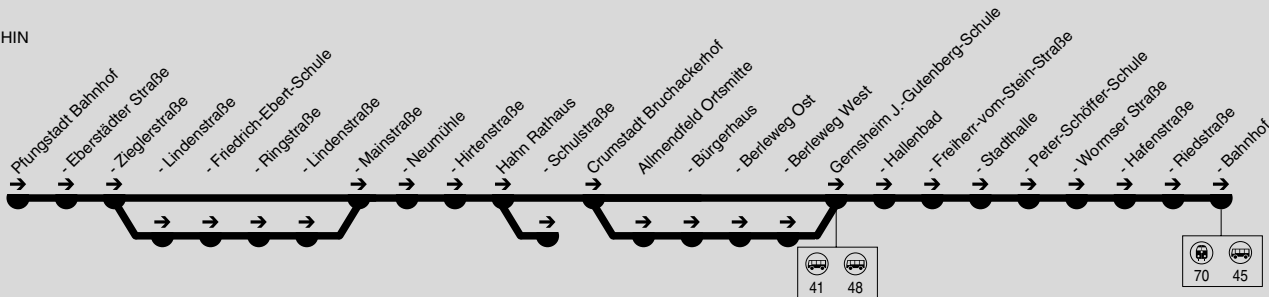 HIN
Pfungstadt Bahnhof
- Eberstädter Straße
- Zieglerstraße
- Lindenstraße
- Friedrich-Ebert-Schule
- Ringstraße
- Lindenstraße
- Mainstraße
- Neumühle
- Hirtenstraße
Hahn Rathaus
- Schulstraße
Crumstadt Bruchackerhof
Allmendfeld Ortsmitte
- Bürgerhaus
- Berleweg Ost
- Berleweg West
Gernsheim J.-Gutenberg-Schule
- Hallenbad
- Freiherr-vom-Stein-Straße
- Stadthalle
- Peter-Schöffer-Schule
- Wormser Straße
- Hafenstraße
- Riedstraße
- Bahnhof
41 48
70 45